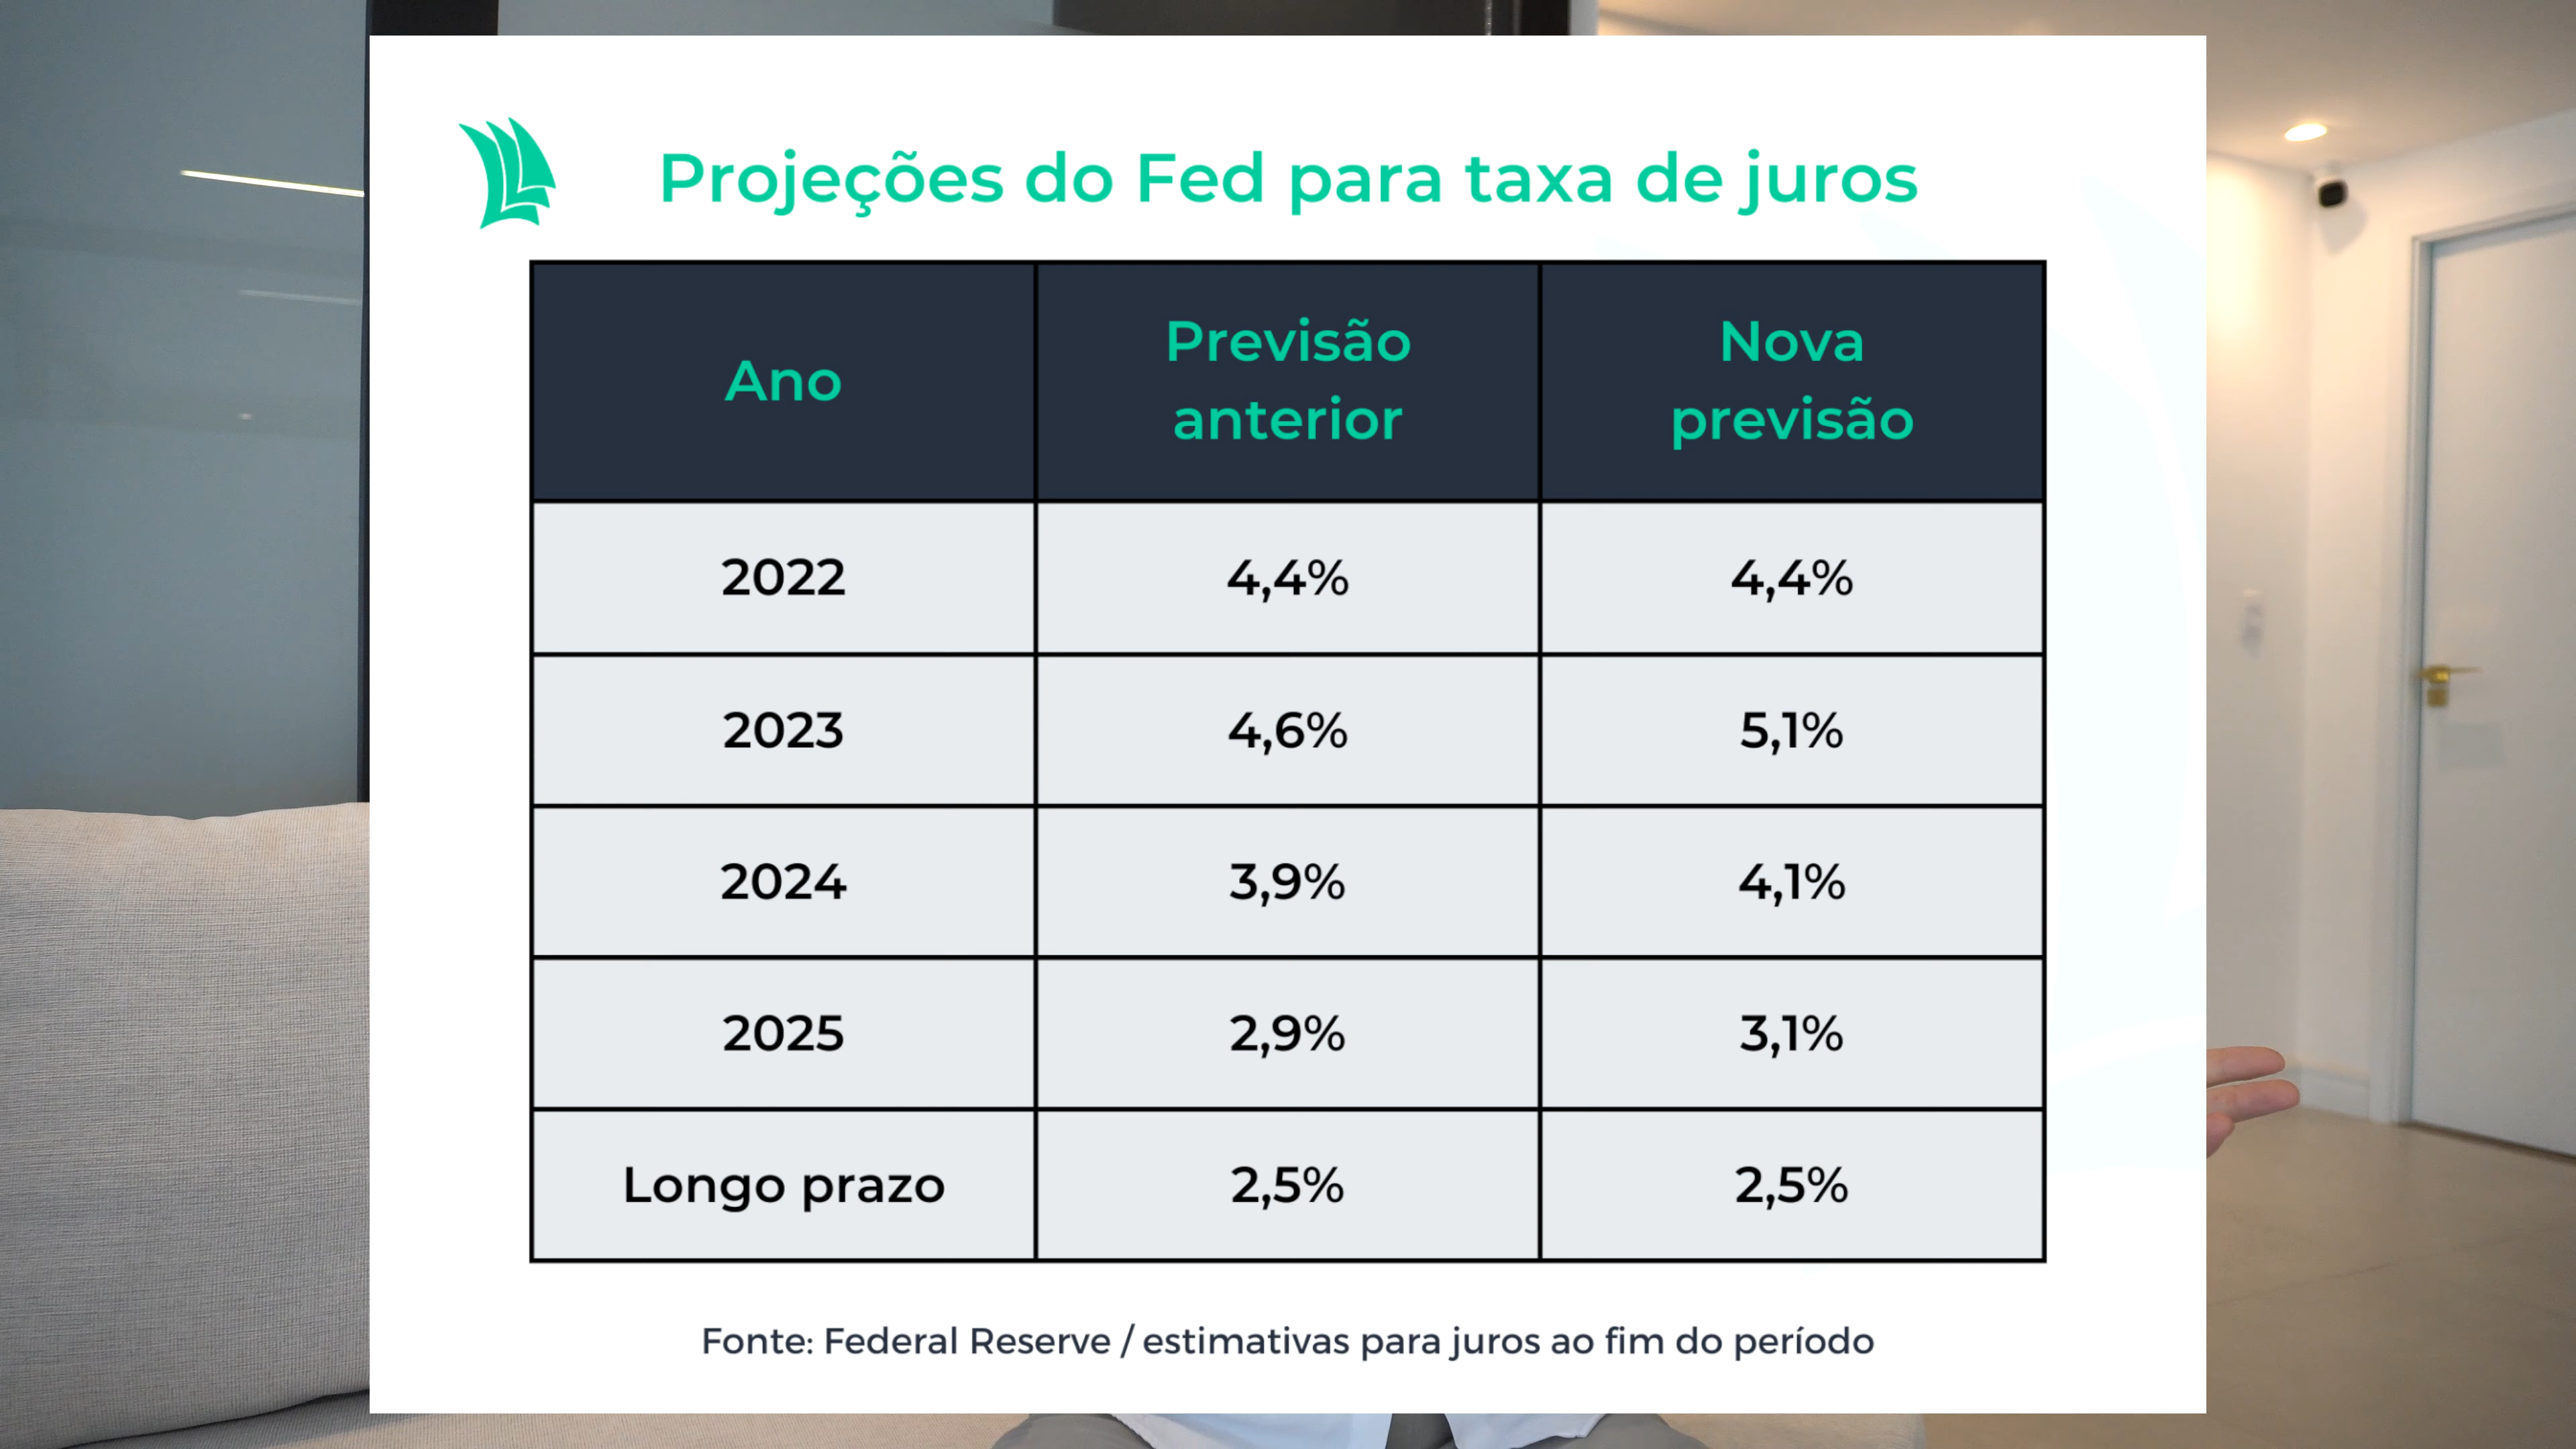 Projeções do Fed para taxa de juros
Ano
Previsão
anterior
Nova
previsão
2022 4,4% 4,4%
2023 4,6% 5,1%
2024 3,9% 4,1%
2025 2,9% 3,1%
Longo prazo 2,5% 2,5%
Fonte: Federal Reserve / estimativas para juros ao fim do período